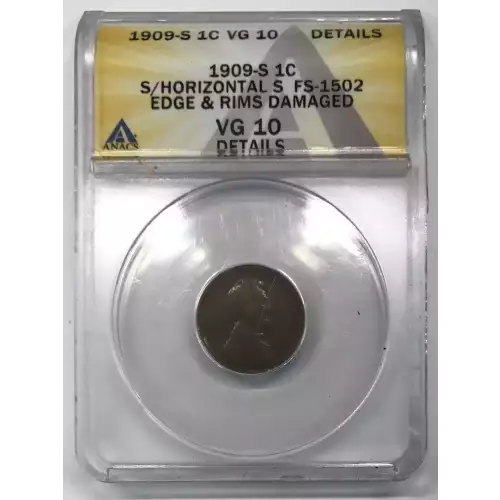 1909-S 1C VG 10 DETAILS
1909-S 1C
S/HORIZONTAL S FS-1502
EDGE & RIMS DAMAGED
VG 10
DETAILS
ANACS